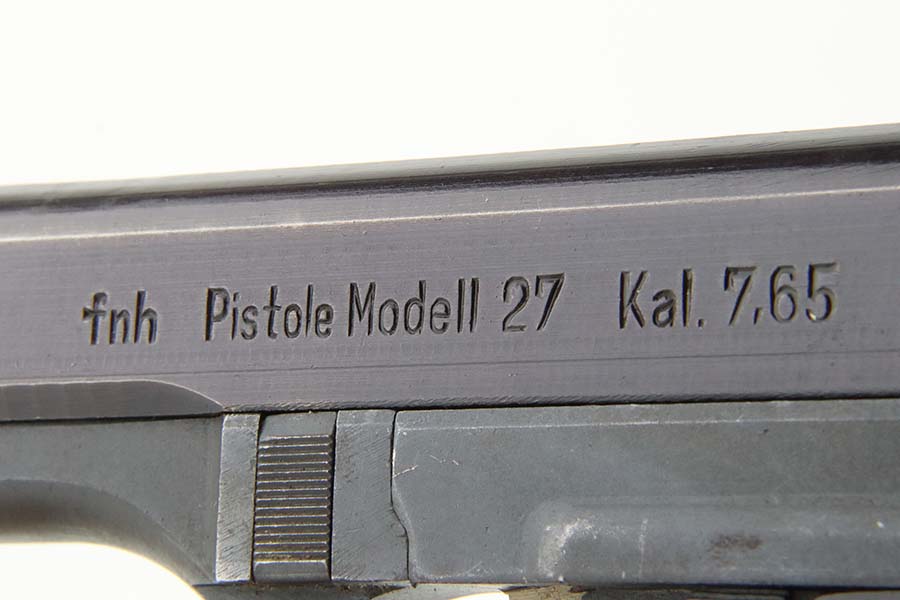 fnh Pistole Modell 27 Kal. 7,65